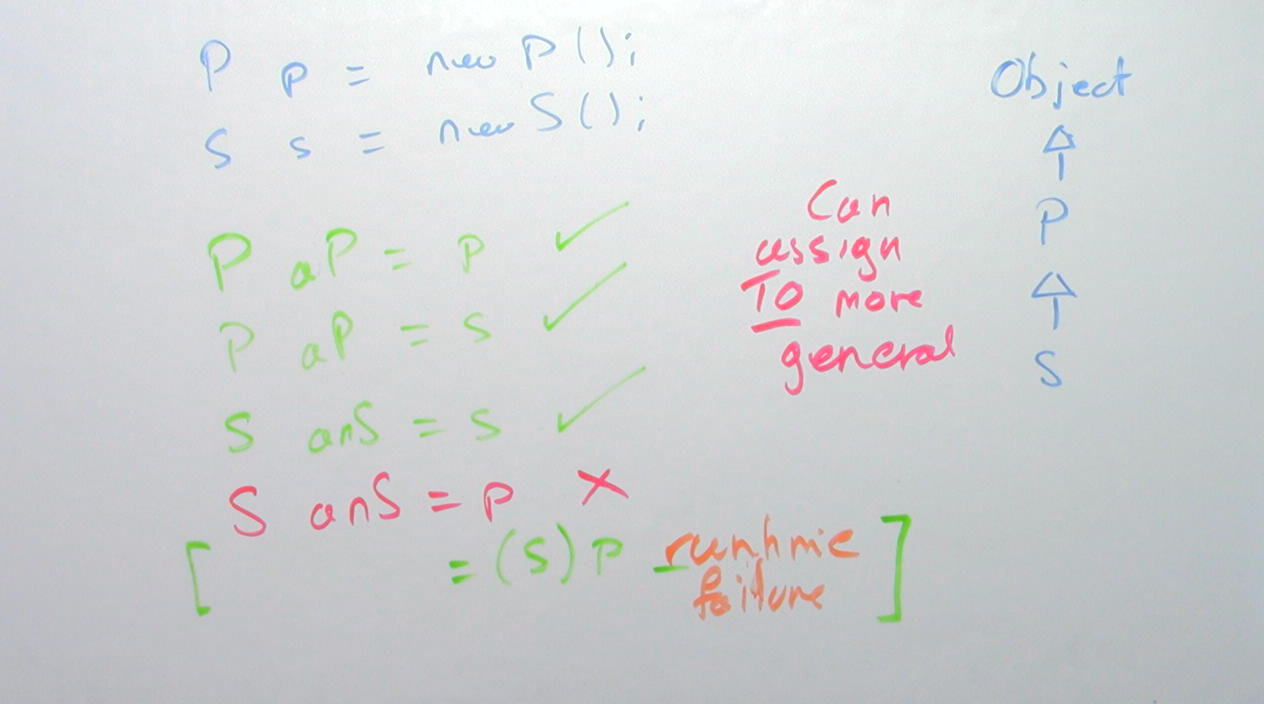 P p = new P();
S s = new S();
P aP = p ✓
P aP = s ✓
S anS = s ✓
S anS = p ✗
[ = (S) p runtime
failure ]
Can
assign
TO more
general
Object
P
S